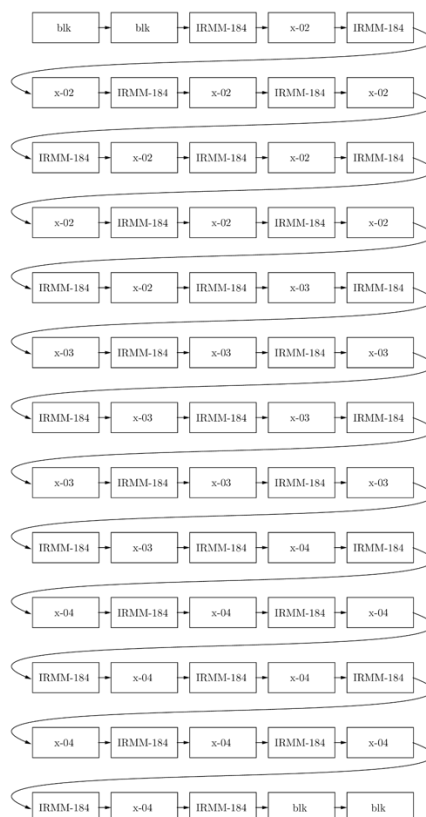 blk blk IRMM-184 x-02 IRMM-184
x-02 IRMM-184 x-02 IRMM-184 x-02
IRMM-184 x-02 IRMM-184 x-02 IRMM-184
x-02 IRMM-184 x-02 IRMM-184 x-02
IRMM-184 x-02 IRMM-184 x-03 IRMM-184
x-03 IRMM-184 x-03 IRMM-184 x-03
IRMM-184 x-03 IRMM-184 x-03 IRMM-184
x-03 IRMM-184 x-03 IRMM-184 x-03
IRMM-184 x-03 IRMM-184 x-04 IRMM-184
x-04 IRMM-184 x-04 IRMM-184 x-04
IRMM-184 x-04 IRMM-184 x-04 IRMM-184
x-04 IRMM-184 x-04 IRMM-184 x-04
IRMM-184 x-04 IRMM-184 blk blk